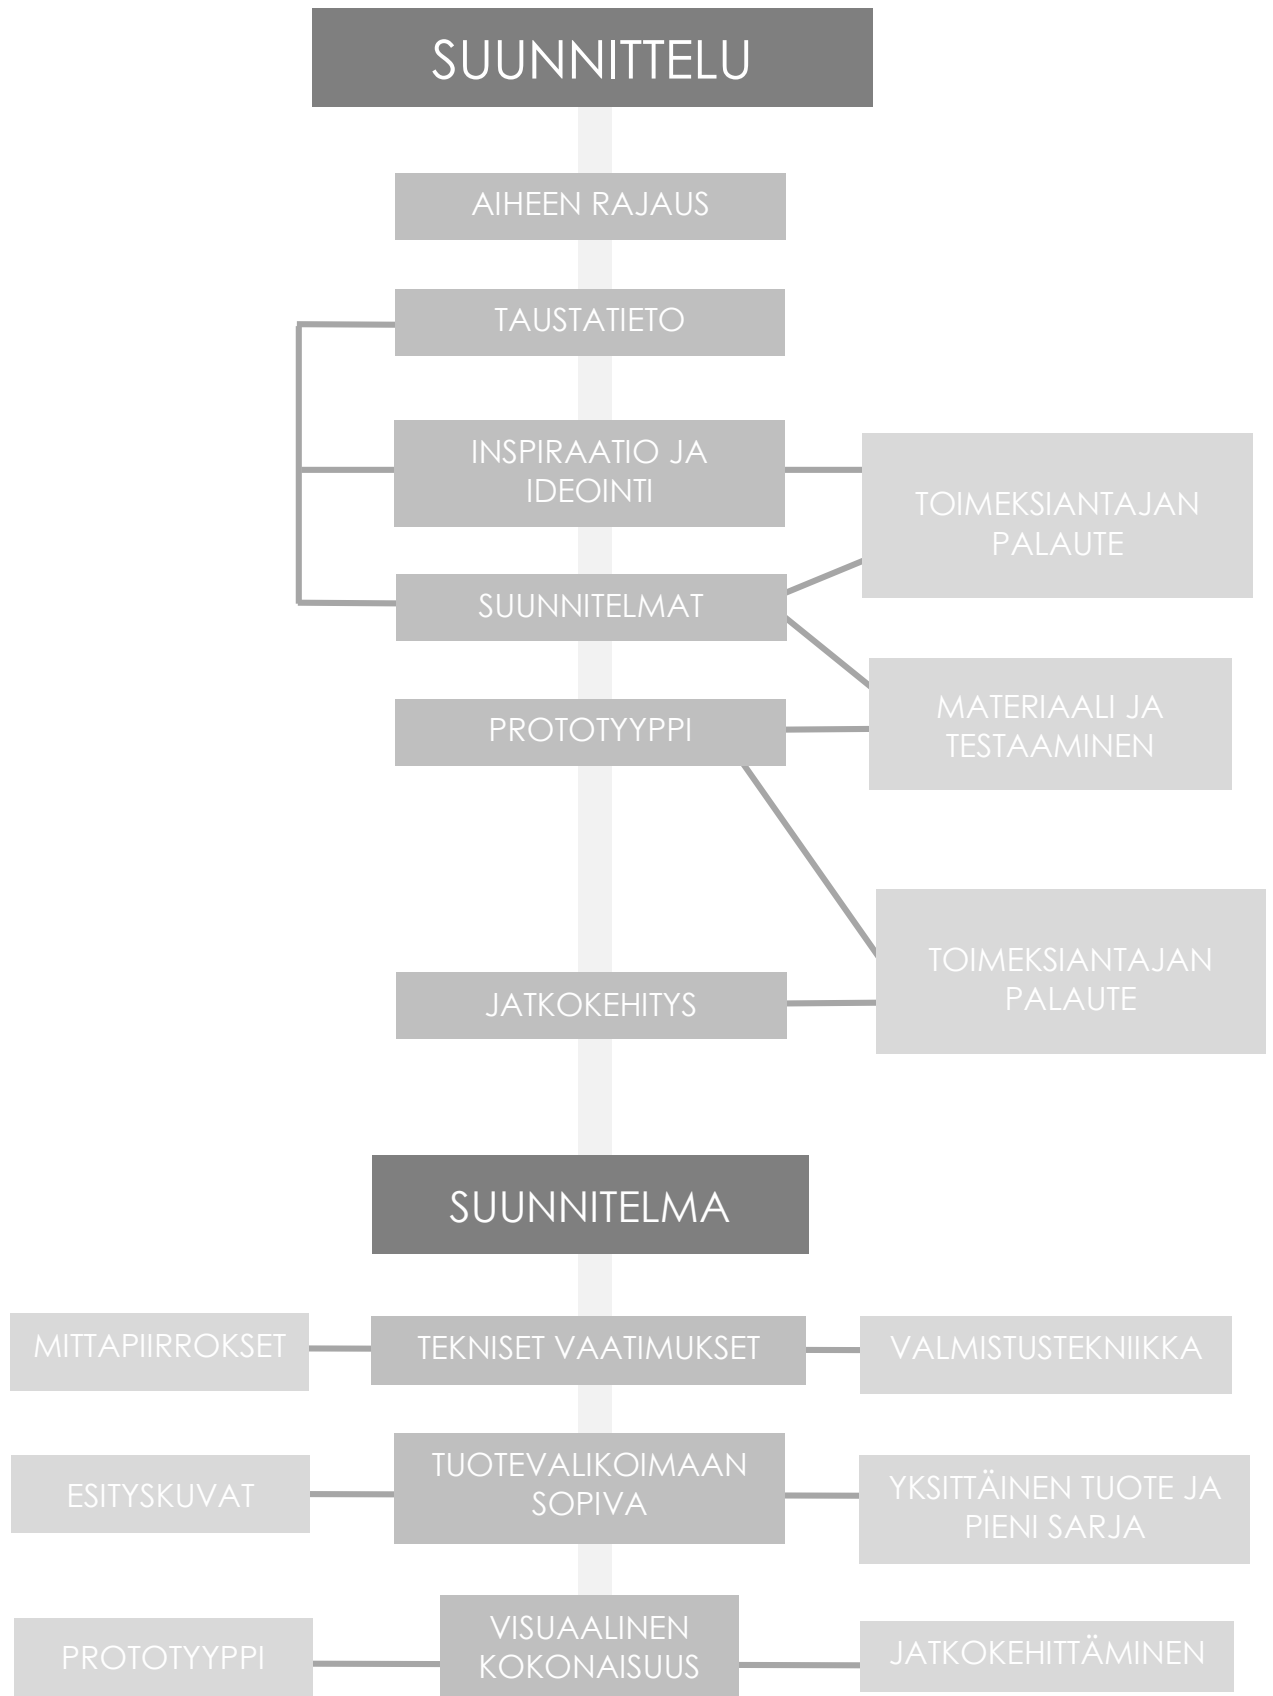 SUUNNITTELU
AIHEEN RAJAUS
TAUSTATIETO
INSPIRAATIO JA
IDEOINTI
TOIMEKSIANTAJAN
PALAUTE
SUUNNITELMAT
MATERIAALI JA
TESTAAMINEN
PROTOTYYPPI
TOIMEKSIANTAJAN
PALAUTE
JATKOKEHITYS
SUUNNITELMA
MITTAPIIRROKSET
TEKNISET VAATIMUKSET
VALMISTUSTEKNIIKKA
ESITYSKUVAT
TUOTEVALIKOIMAAN
SOPIVA
YKSITTÄINEN TUOTE JA
PIENI SARJA
PROTOTYYPPI
VISUAALINEN
KOKONAISUUS
JATKOKEHITTÄMINEN